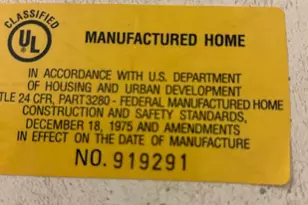 CLASSIFIED
UL
MANUFACTURED HOME
IN ACCORDANCE WITH U.S. DEPARTMENT
OF HOUSING AND URBAN DEVELOPMENT
TLE 24 CFR, PART3280 - FEDERAL MANUFACTURED HOME
CONSTRUCTION AND SAFETY STANDARDS,
DECEMBER 18, 1975 AND AMENDMENTS
IN EFFECT ON THE DATE OF MANUFACTURE
NO. 919291